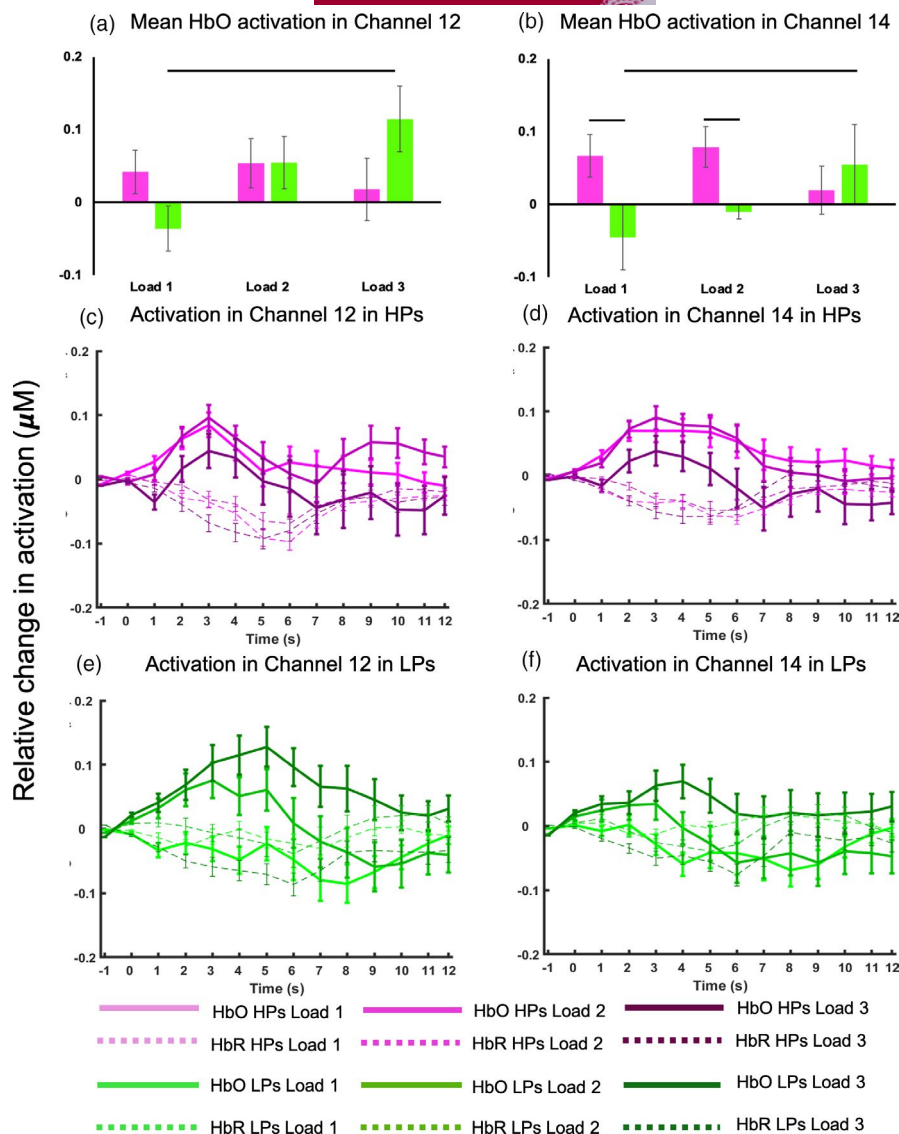 (a) Mean HbO activation in Channel 12
(b) Mean HbO activation in Channel 14
0.2
0.1
0
-0.1
Load 1 Load 2 Load 3
0.2
0.1
0
-0.1
Load 1 Load 2 Load 3
Relative change in activation (μM)
(c) Activation in Channel 12 in HPs
0.2
0.1
0
-0.1
-0.2
-1 0 1 2 3 4 5 6 7 8 9 10 11 12
Time (s)
(d) Activation in Channel 14 in HPs
0.2
0.1
0
-0.1
-0.2
-1 0 1 2 3 4 5 6 7 8 9 10 11 12
Time (s)
(e) Activation in Channel 12 in LPs
0.2
0.1
0
-0.1
-0.2
-1 0 1 2 3 4 5 6 7 8 9 10 11 12
Time (s)
(f) Activation in Channel 14 in LPs
0.2
0.1
0
-0.1
-0.2
-1 0 1 2 3 4 5 6 7 8 9 10 11 12
Time (s)
HbO HPs Load 1 HbO HPs Load 2 HbO HPs Load 3
HbR HPs Load 1 HbR HPs Load 2 HbR HPs Load 3
HbO LPs Load 1 HbO LPs Load 2 HbO LPs Load 3
HbR LPs Load 1 HbR LPs Load 2 HbR LPs Load 3